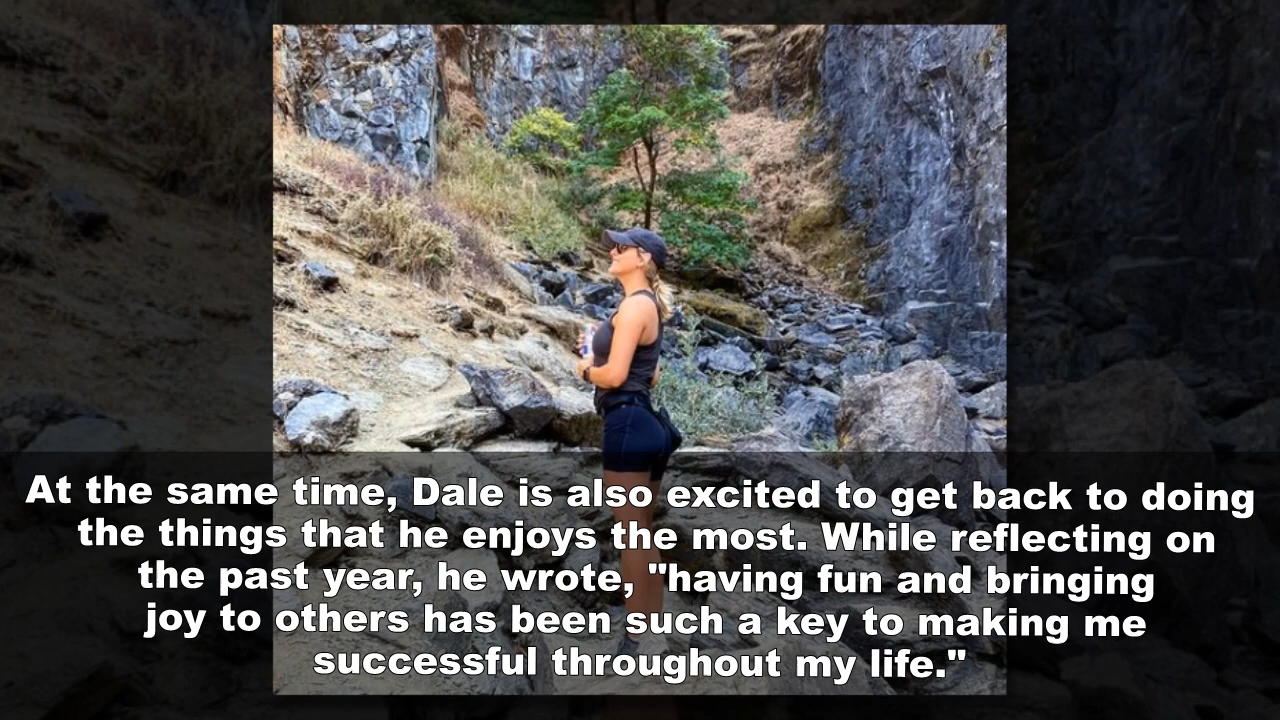 At the same time, Dale is also excited to get back to doing
the things that he enjoys the most. While reflecting on
the past year, he wrote, "having fun and bringing
joy to others has been such a key to making me
successful throughout my life."